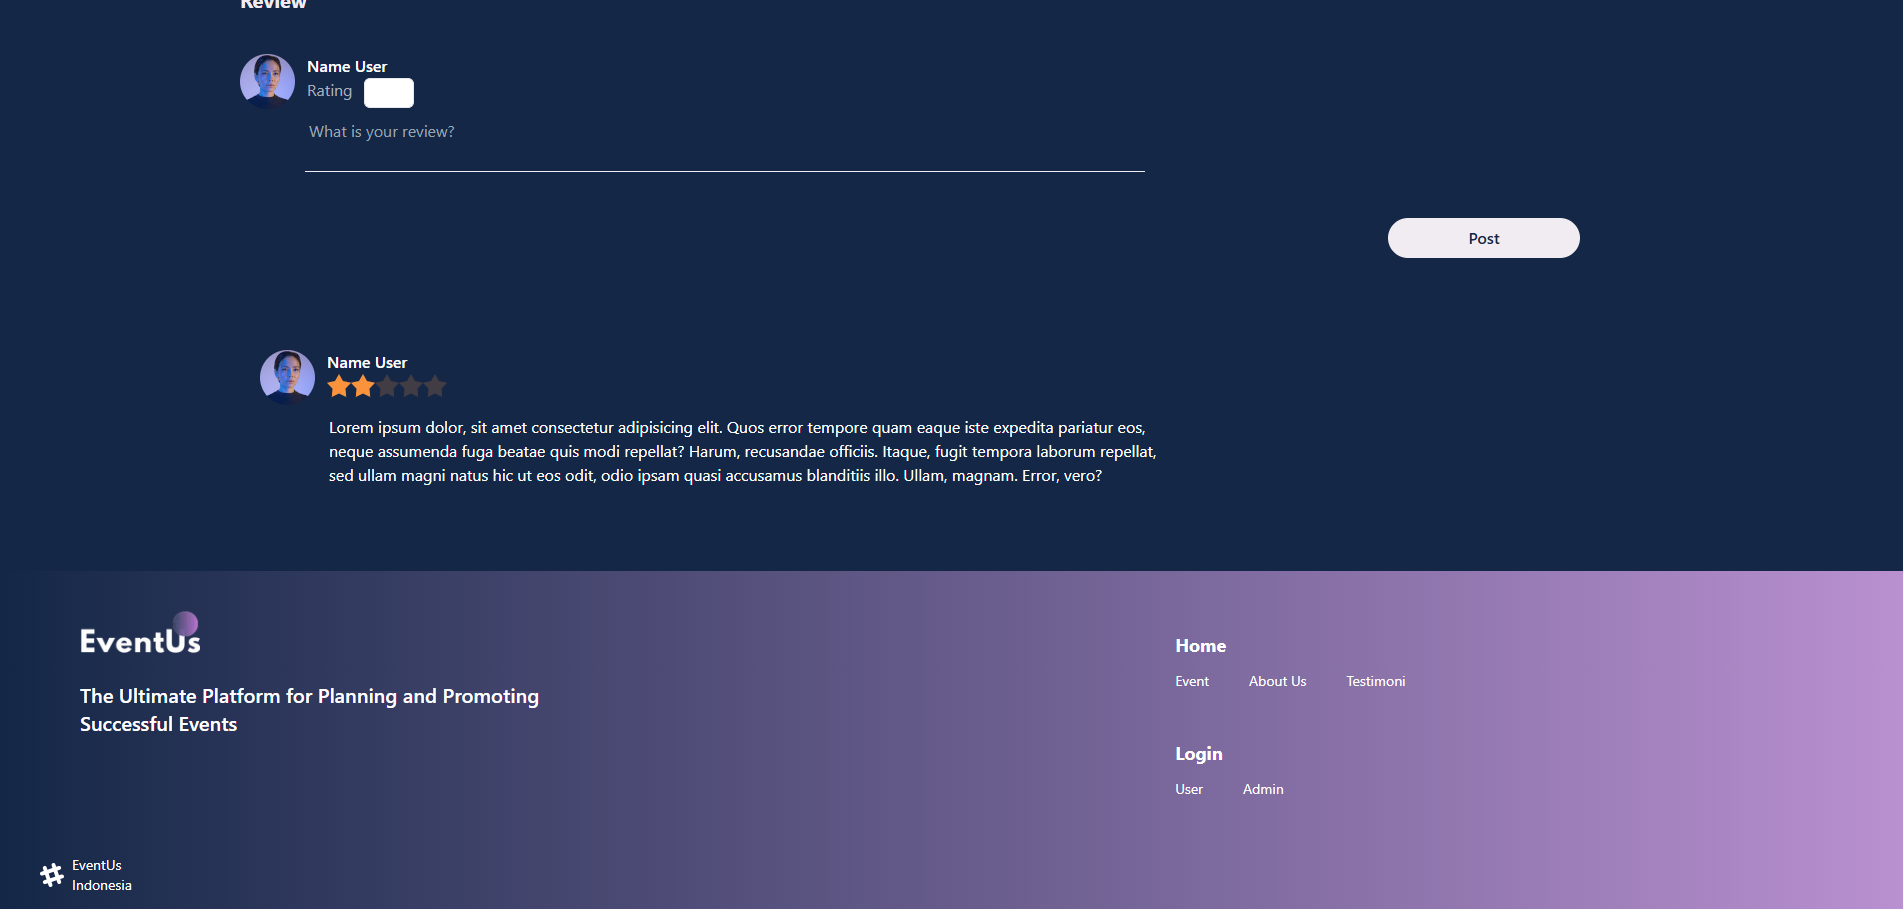 Review
Name User
Rating
What is your review?
Post
Name User
Lorem ipsum dolor, sit amet consectetur adipisicing elit. Quos error tempore quam eaque iste expedita pariatur eos,
neque assumenda fuga beatae quis modi repellat? Harum, recusandae officiis. Itaque, fugit tempora laborum repellat,
sed ullam magni natus hic ut eos odit, odio ipsam quasi accusamus blanditiis illo. Ullam, magnam. Error, vero?
EventUs
The Ultimate Platform for Planning and Promoting
Successful Events
Home
Event About Us Testimoni
Login
User Admin
EventUs
Indonesia